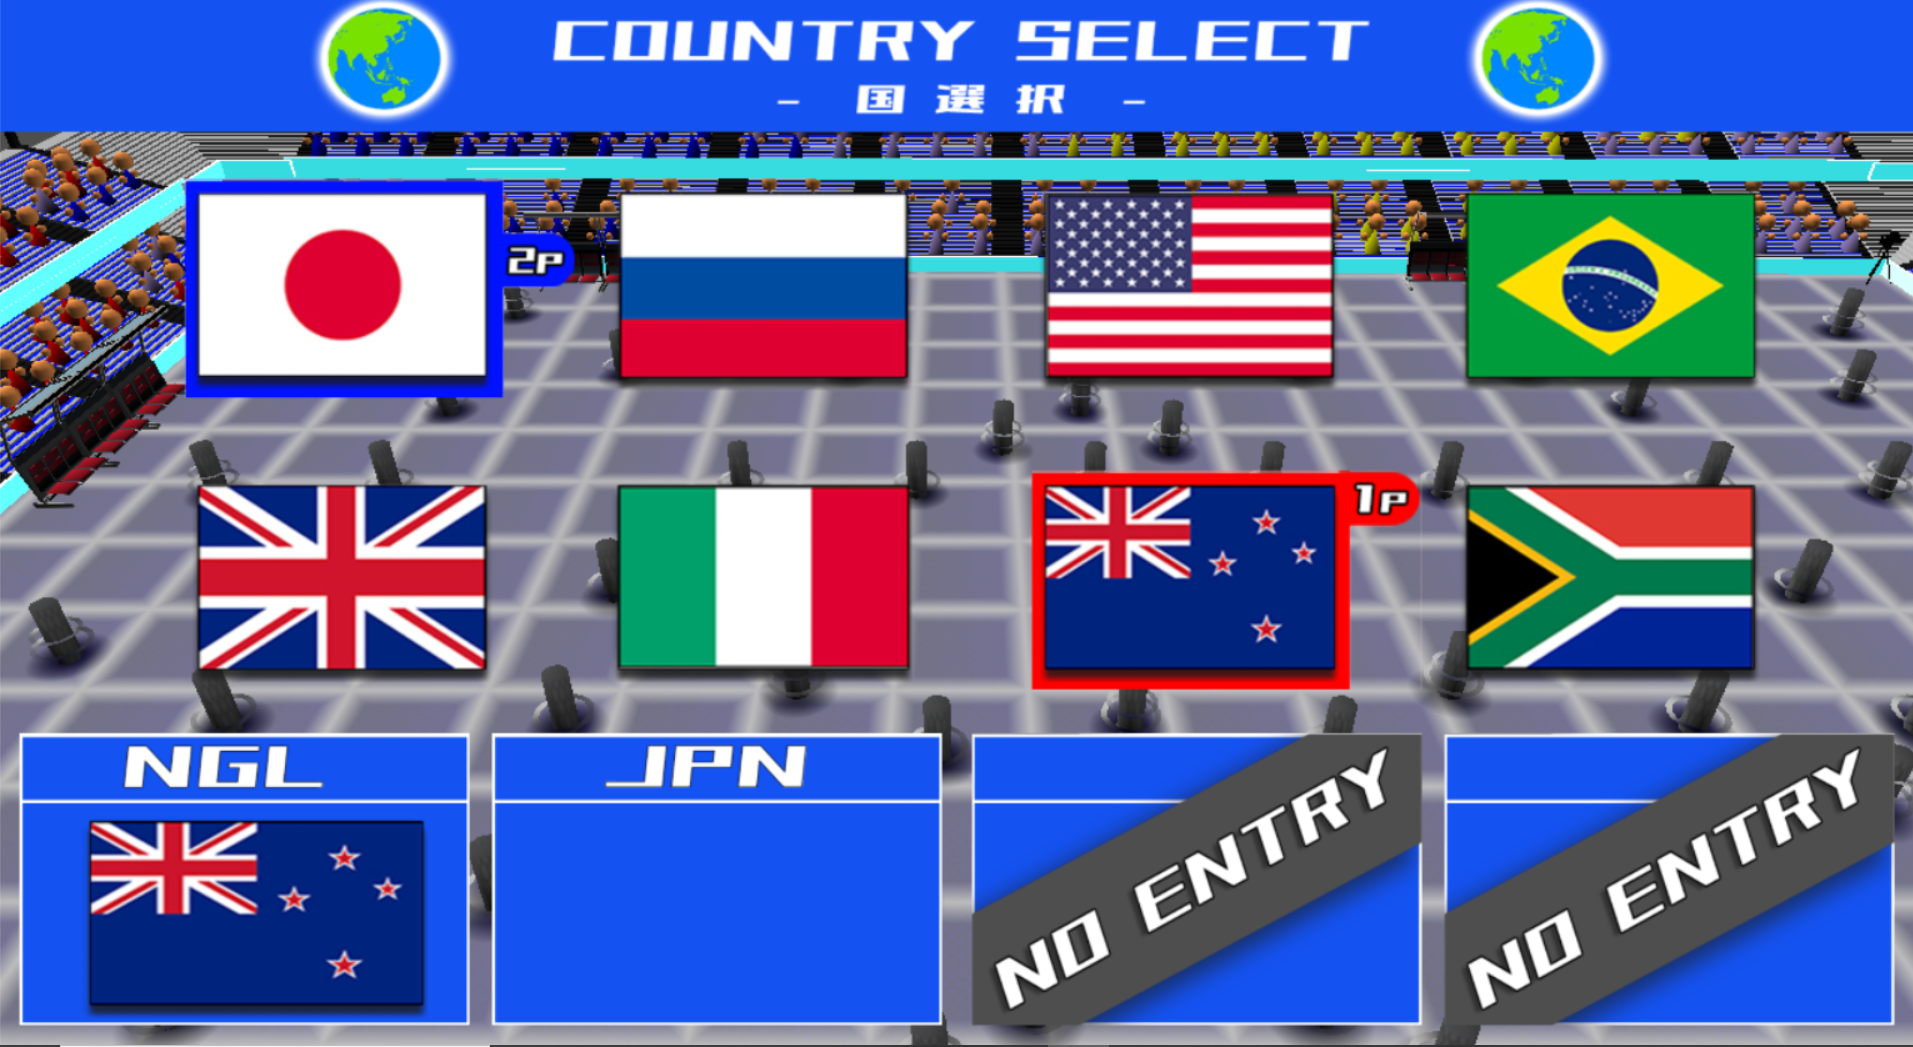 COUNTRY SELECT
- 国選択 -
2P
1P
NGL
JPN
NO ENTRY
NO ENTRY